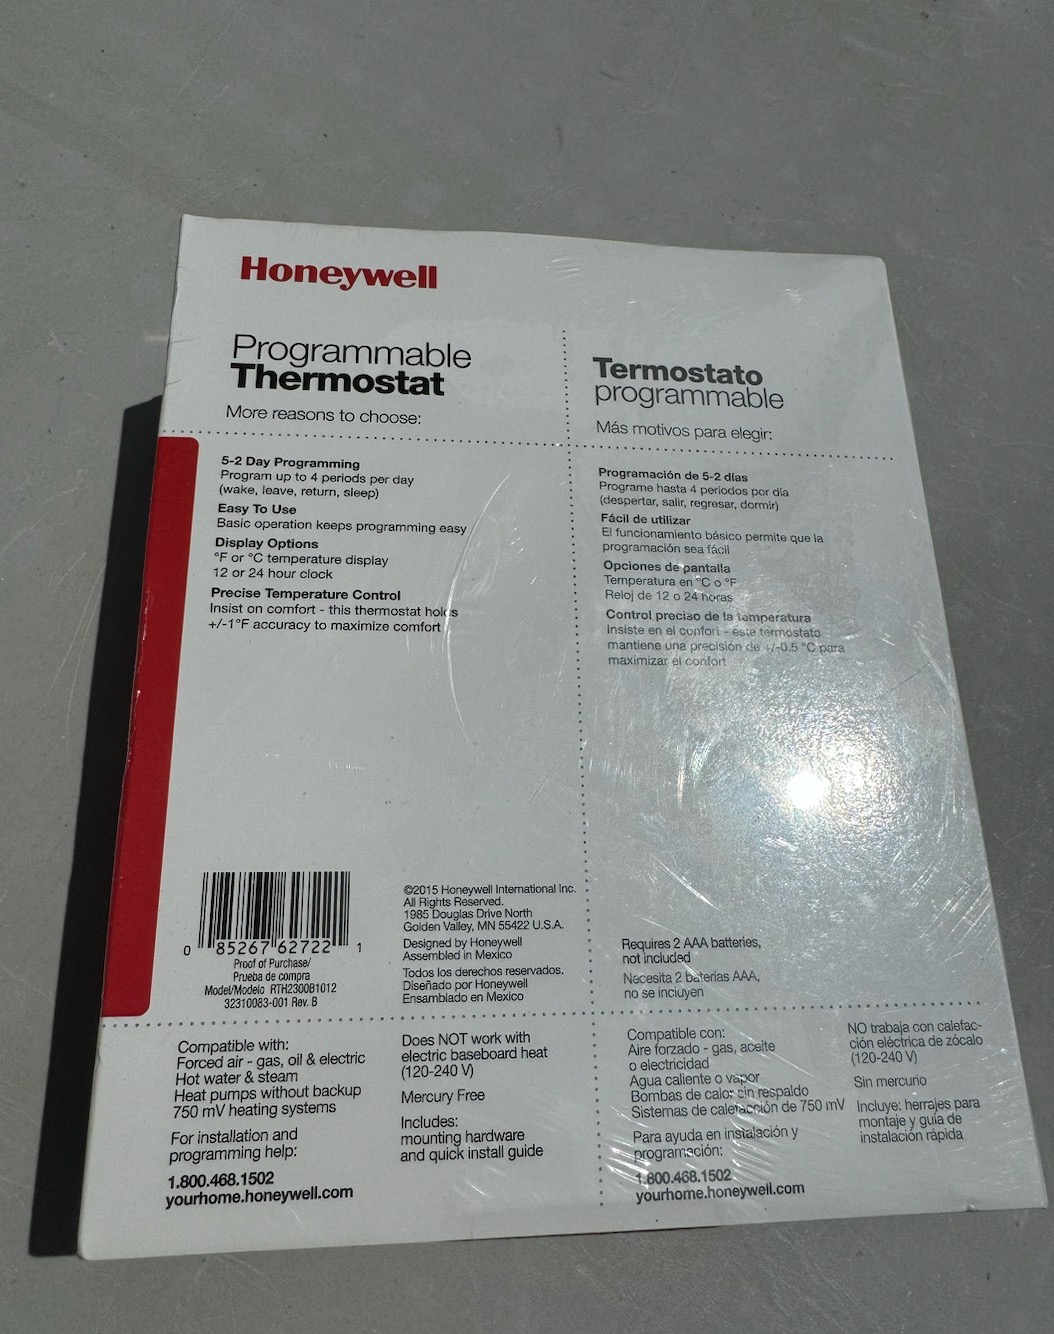 Honeywell
Programmable
Thermostat
More reasons to choose:
5-2 Day Programming
Program up to 4 periods per day
(wake, leave, return, sleep)
Easy To Use
Basic operation keeps programming easy
Display Options
°F or °C temperature display
12 or 24 hour clock
Precise Temperature Control
Insist on comfort - this thermostat holds
+/-1°F accuracy to maximize comfort
Termostato
programmable
Más motivos para elegir:
Programación de 5-2 días
Programe hasta 4 periodos por día
(despertar, salir, regresar, dormir)
Fácil de utilizar
El funcionamiento básico permite que la
programación sea fácil
Opciones de pantalla
Temperatura en °C o °F
Reloj de 12 o 24 horas
Control preciso de la temperatura
Insiste en el confort - este termostato
mantiene una precisión de +/-0.5 °C para
maximizar el confort
0 85267 62722 1
Proof of Purchase/
Prueba de compra
Model/Modelo RTH2300B1012
32310083-001 Rev. B
©2015 Honeywell International Inc.
All Rights Reserved.
1985 Douglas Drive North
Golden Valley, MN 55422 U.S.A.
Designed by Honeywell
Assembled in Mexico
Todos los derechos reservados.
Diseñado por Honeywell
Ensamblado en Mexico
Requires 2 AAA batteries,
not included
Necesita 2 baterías AAA,
no se incluyen
Compatible with:
Forced air - gas, oil & electric
Hot water & steam
Heat pumps without backup
750 mV heating systems
For installation and
programming help:
1.800.468.1502
yourhome.honeywell.com
Does NOT work with
electric baseboard heat
(120-240 V)
Mercury Free
Includes:
mounting hardware
and quick install guide
Compatible con:
Aire forzado - gas, aceite
o electricidad
Agua caliente o vapor
Bombas de calor sin respaldo
Sistemas de calefacción de 750 mV
Para ayuda en instalación y
programación:
1.800.468.1502
yourhome.honeywell.com
NO trabaja con calefac-
ción eléctrica de zócalo
(120-240 V)
Sin mercurio
Incluye: herrajes para
montaje y guía de
instalación rápida